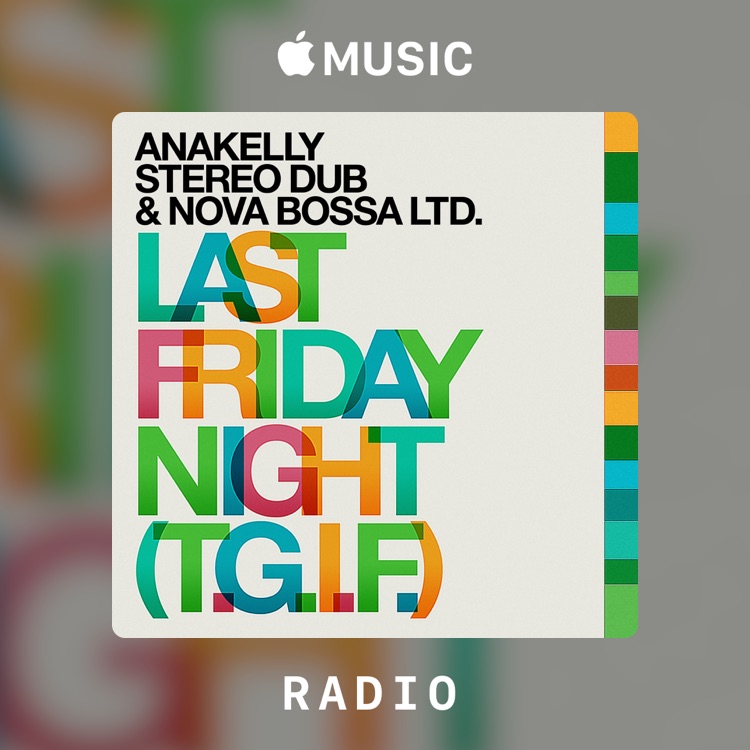 MUSIC
ANAKELLY
STEREO DUB
& NOVA BOSSA LTD.
LAST
FRIDAY
NIGHT
(T.G.I.F.)
RADIO